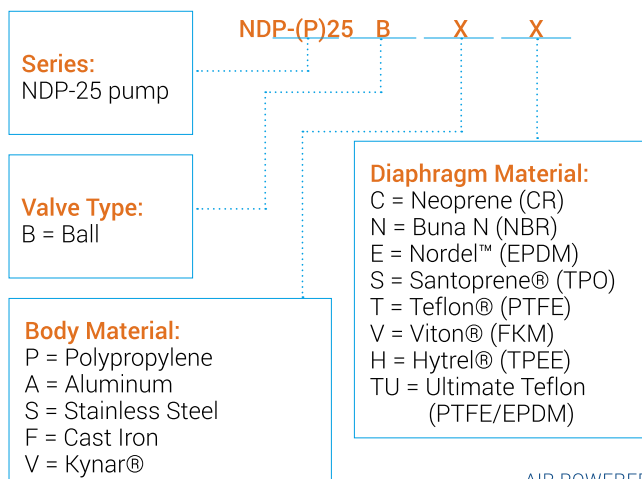 NDP-(P)25 B X X
Series:
NDP-25 pump
Valve Type:
B = Ball
Body Material:
P = Polypropylene
A = Aluminum
S = Stainless Steel
F = Cast Iron
V = Kynar®
Diaphragm Material:
C = Neoprene (CR)
N = Buna N (NBR)
E = Nordel™ (EPDM)
S = Santoprene® (TPO)
T = Teflon® (PTFE)
V = Viton® (FKM)
H = Hytrel® (TPEE)
TU = Ultimate Teflon
(PTFE/EPDM)
AIR POWERED